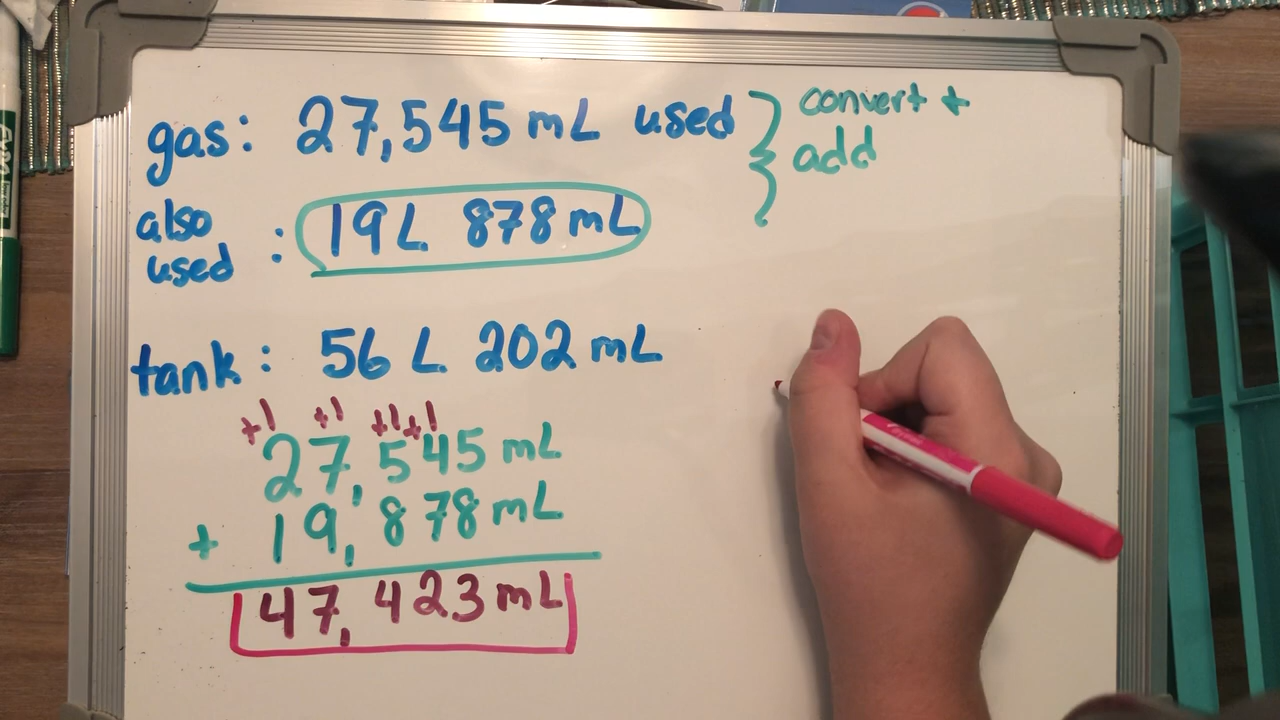 gas: 27,545 mL used } convert +
add
also
used : 19 L 878 mL
tank: 56 L 202 mL
+1 +1 +1 +1
27,545 mL
+ 19,878 mL
47,423 mL